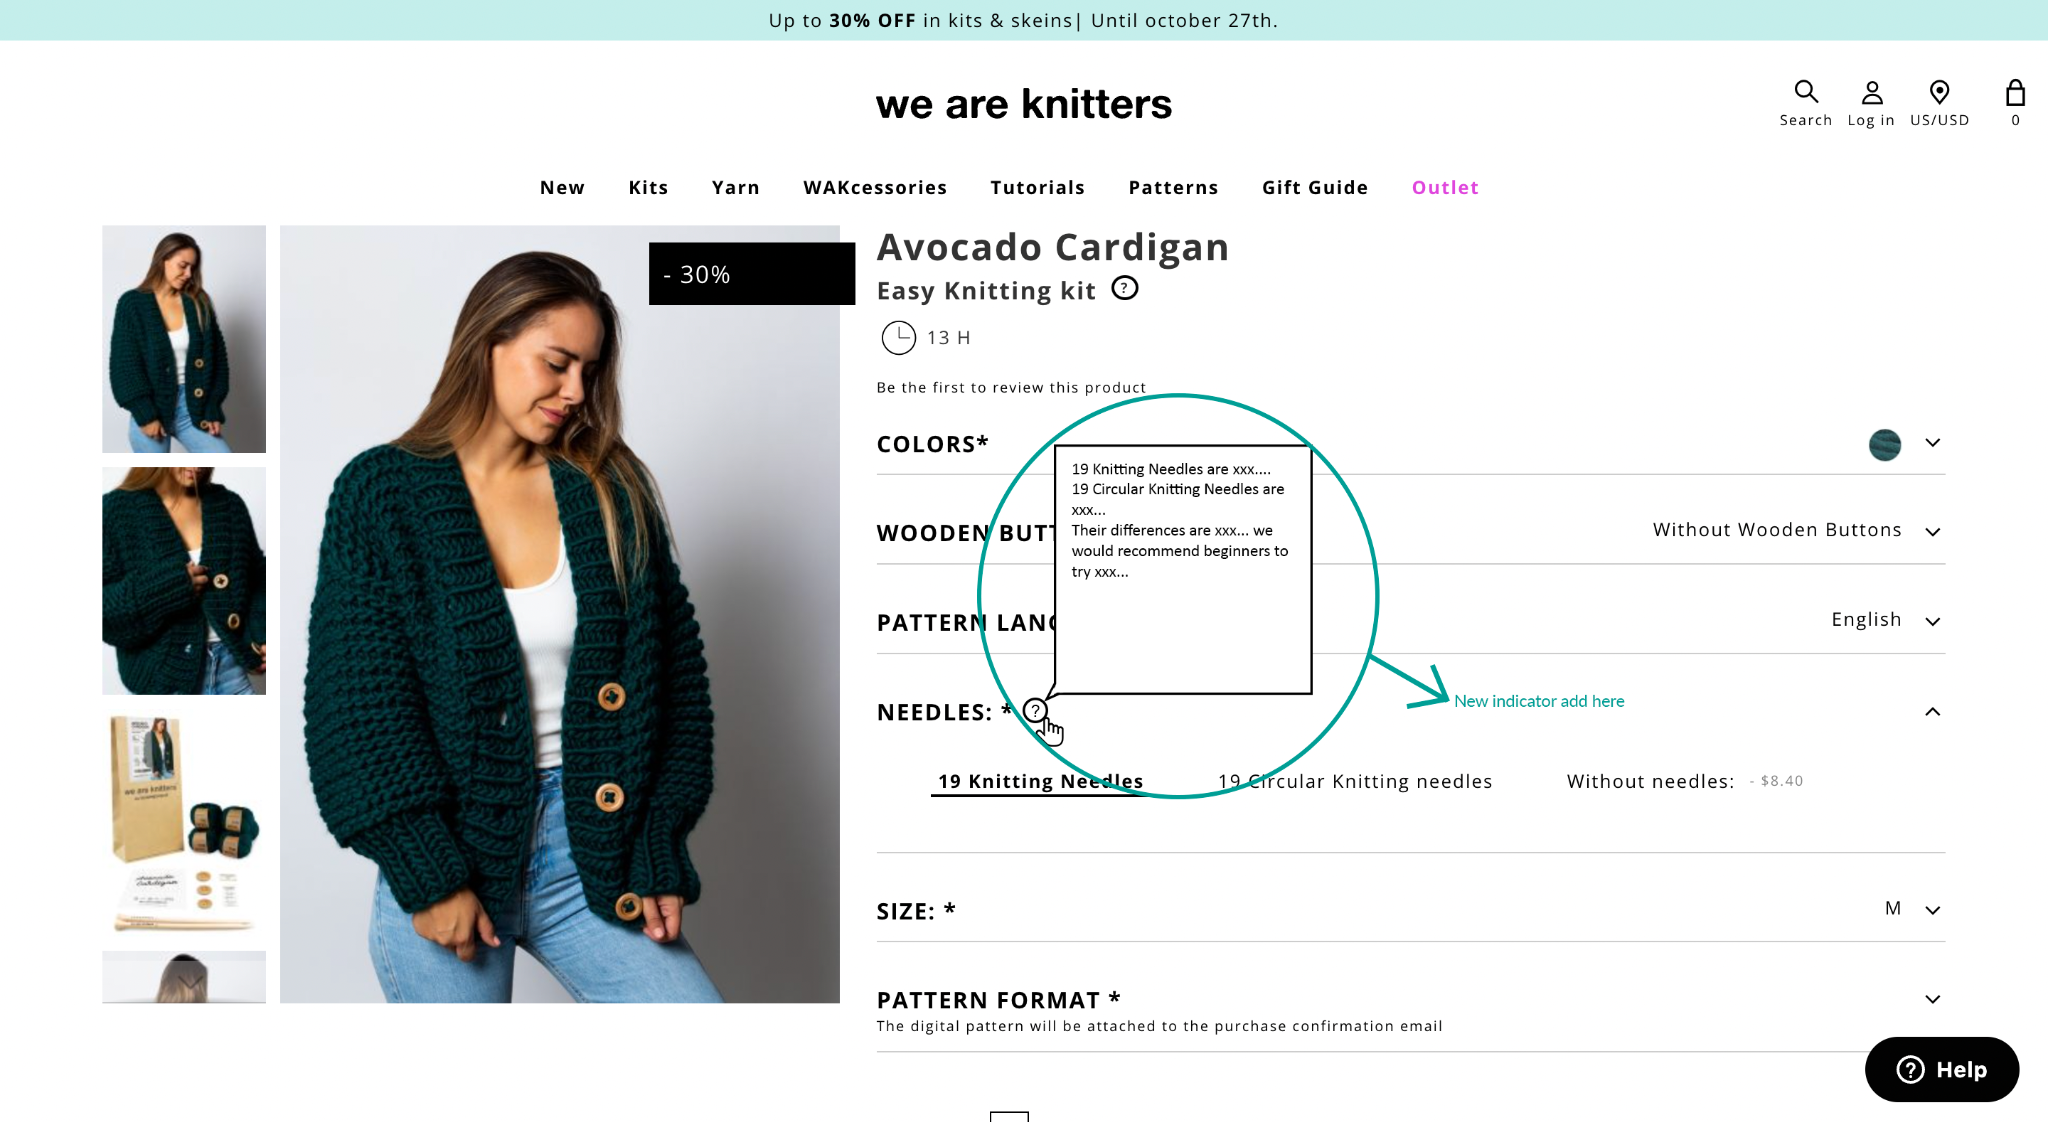 Up to 30% OFF in kits & skeins| Until october 27th.
we are knitters
Search
Log in
US/USD
0
New
Kits
Yarn
WAKcessories
Tutorials
Patterns
Gift Guide
Outlet
- 30%
we are knitters
Avocado Cardigan
Easy Knitting kit ?
13 H
Be the first to review this product
COLORS*
19 Knitting Needles are xxx....
19 Circular Knitting Needles are
xxx...
Their differences are xxx... we
would recommend beginners to
try xxx...
WOODEN BUTT
Without Wooden Buttons
PATTERN LANG
English
New indicator add here
NEEDLES: * ?
19 Knitting Needles
19 Circular Knitting needles
Without needles: - $8.40
SIZE: *
M
PATTERN FORMAT *
The digital pattern will be attached to the purchase confirmation email
? Help